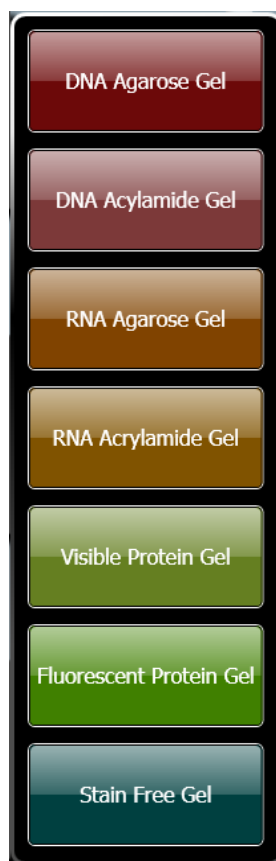 DNA Agarose Gel
DNA Acylamide Gel
RNA Agarose Gel
RNA Acrylamide Gel
Visible Protein Gel
Fluorescent Protein Gel
Stain Free Gel